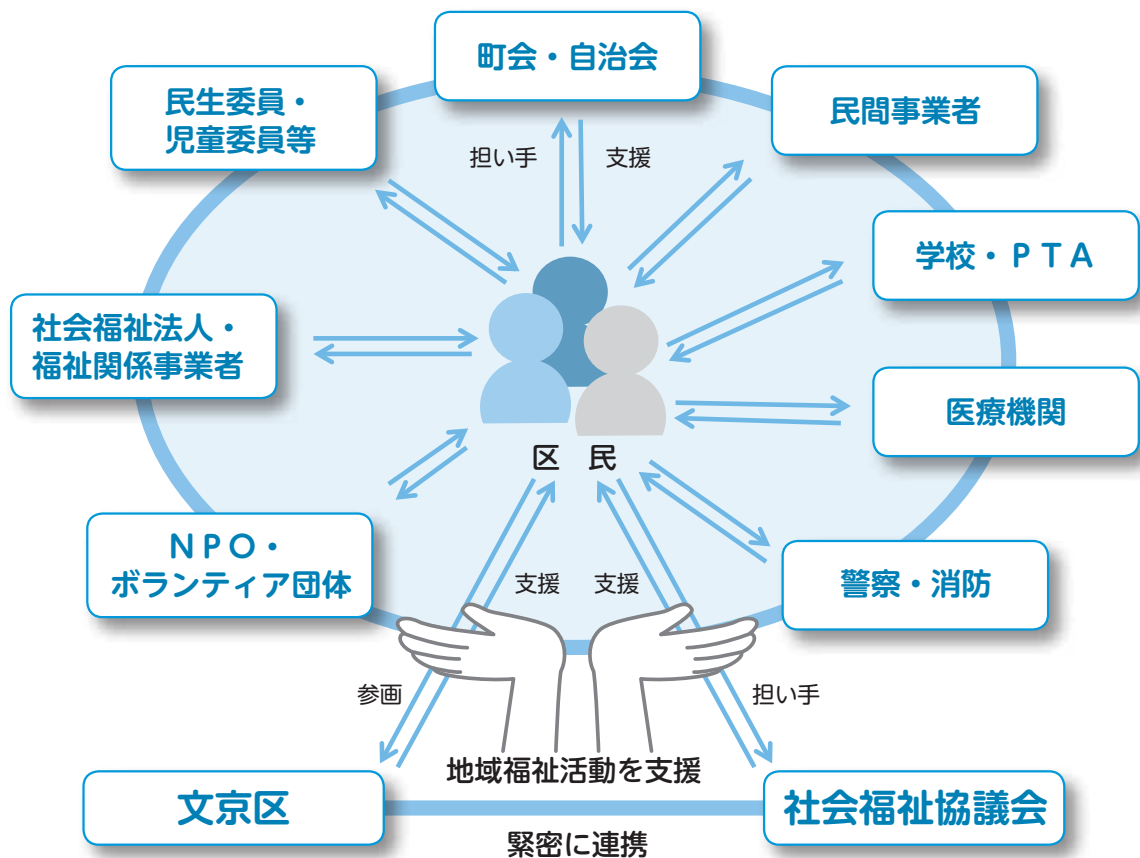 町会・自治会
民生委員・
児童委員等
民間事業者
担い手
支援
学校・ＰＴＡ
社会福祉法人・
福祉関係事業者
医療機関
区　民
ＮＰＯ・
ボランティア団体
支援
支援
警察・消防
参画
担い手
地域福祉活動を支援
文京区
社会福祉協議会
緊密に連携